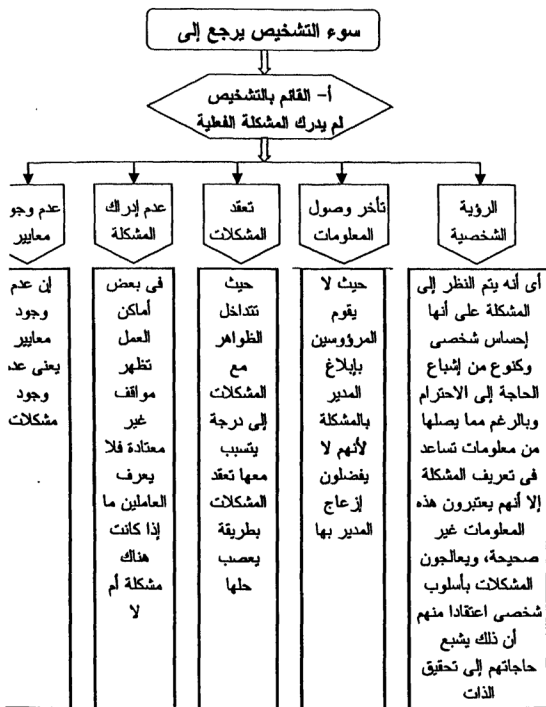 سوء التشخيص يرجع إلى
أ- القائم بالتشخيص
لم يدرك المشكلة الفعلية
الرؤية
الشخصية
تأخر وصول
المعلومات
تعقد
المشكلات
عدم إدراك
المشكلة
عدم وجو
معايير
أى أنه يتم النظر إلى
المشكلة على أنها
إحساس شخصى
وكنوع من إشباع
الحاجة إلى الاحترام
وبالرغم مما يصلها
من معلومات تساعد
فى تعريف المشكلة
إلا أنهم يعتبرون هذه
المعلومات غير
صحيحة، ويعالجون
المشكلات بأسلوب
شخصى اعتقادا منهم
أن ذلك يشبع
حاجاتهم إلى تحقيق
الذات
حيث لا
يقوم
المرؤوسين
بإبلاغ
المدير
بالمشكلة
لأنهم لا
يفضلون
إزعاج
المدير بها
حيث
تتداخل
الظواهر
مع
المشكلات
إلى درجة
يتسبب
معها تعقد
المشكلات
بطريقة
يعصب
حلها
فى بعض
أماكن
العمل
تظهر
مواقف
غير
معتادة فلا
يعرف
العاملين ما
إذا كانت
هناك
مشكلة أم
لا
إن عدم
وجود
معايير
يعنى عد
وجود
مشكلات